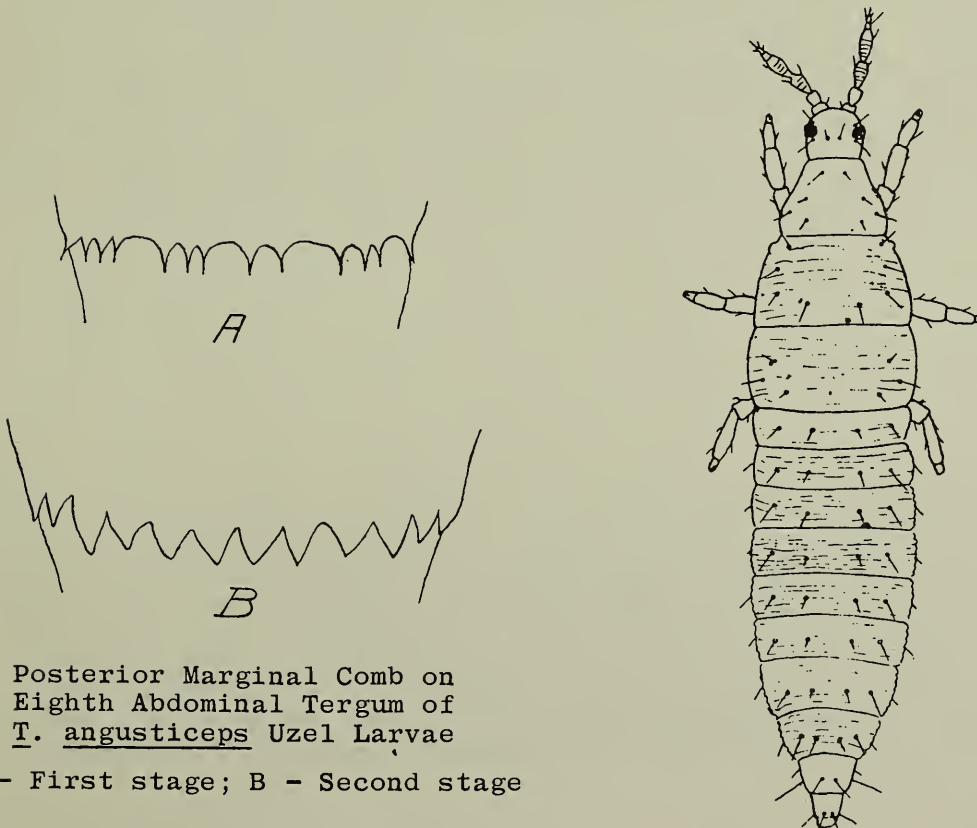 A
B
Posterior Marginal Comb on
Eighth Abdominal Tergum of
T. angusticeps Uzel Larvae
- First stage; B - Second stage